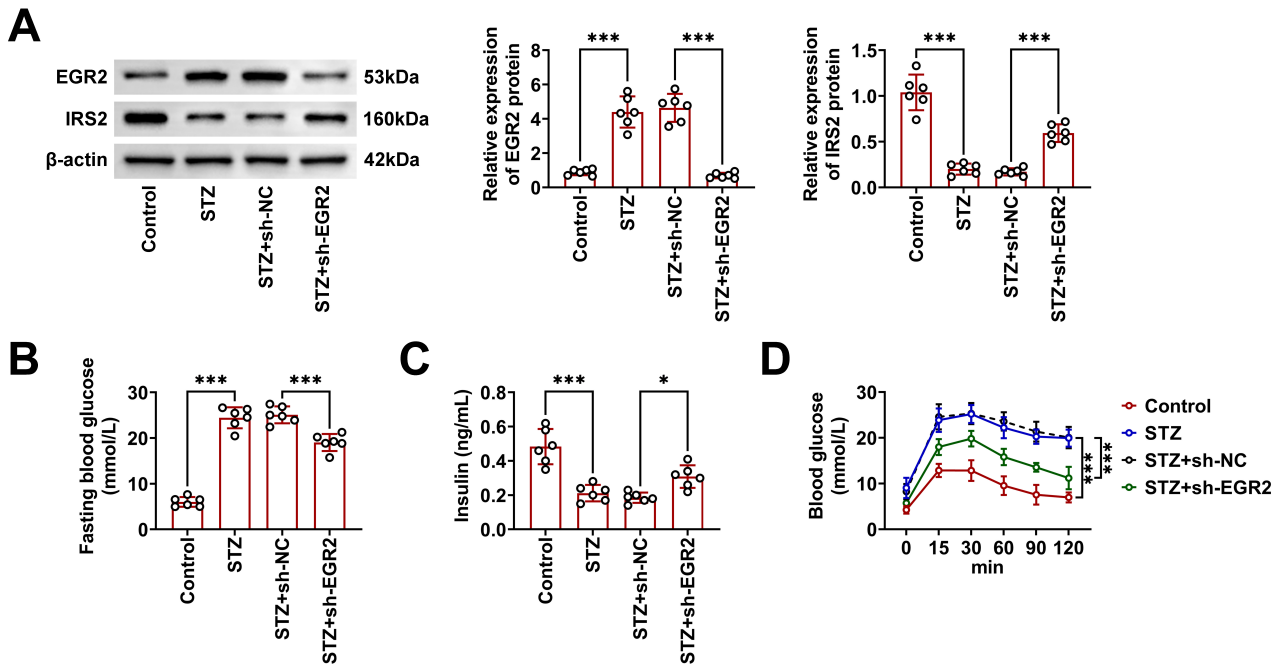 A
EGR2
53kDa
IRS2
160kDa
β-actin
42kDa
Control
STZ
STZ+sh-NC
STZ+sh-EGR2
Relative expression
of EGR2 protein
8
6
4
2
0
***
***
Control
STZ
STZ+sh-NC
STZ+sh-EGR2
Relative expression
of IRS2 protein
1.5
1.0
0.5
0.0
***
***
Control
STZ
STZ+sh-NC
STZ+sh-EGR2
B
Fasting blood glucose
(mmol/L)
30
20
10
0
***
***
Control
STZ
STZ+sh-NC
STZ+sh-EGR2
C
Insulin (ng/mL)
0.8
0.6
0.4
0.2
0.0
***
*
Control
STZ
STZ+sh-NC
STZ+sh-EGR2
D
Blood glucose
(mmol/L)
30
20
10
0
0 15 30 60 90 120
min
***
***
Control
STZ
STZ+sh-NC
STZ+sh-EGR2